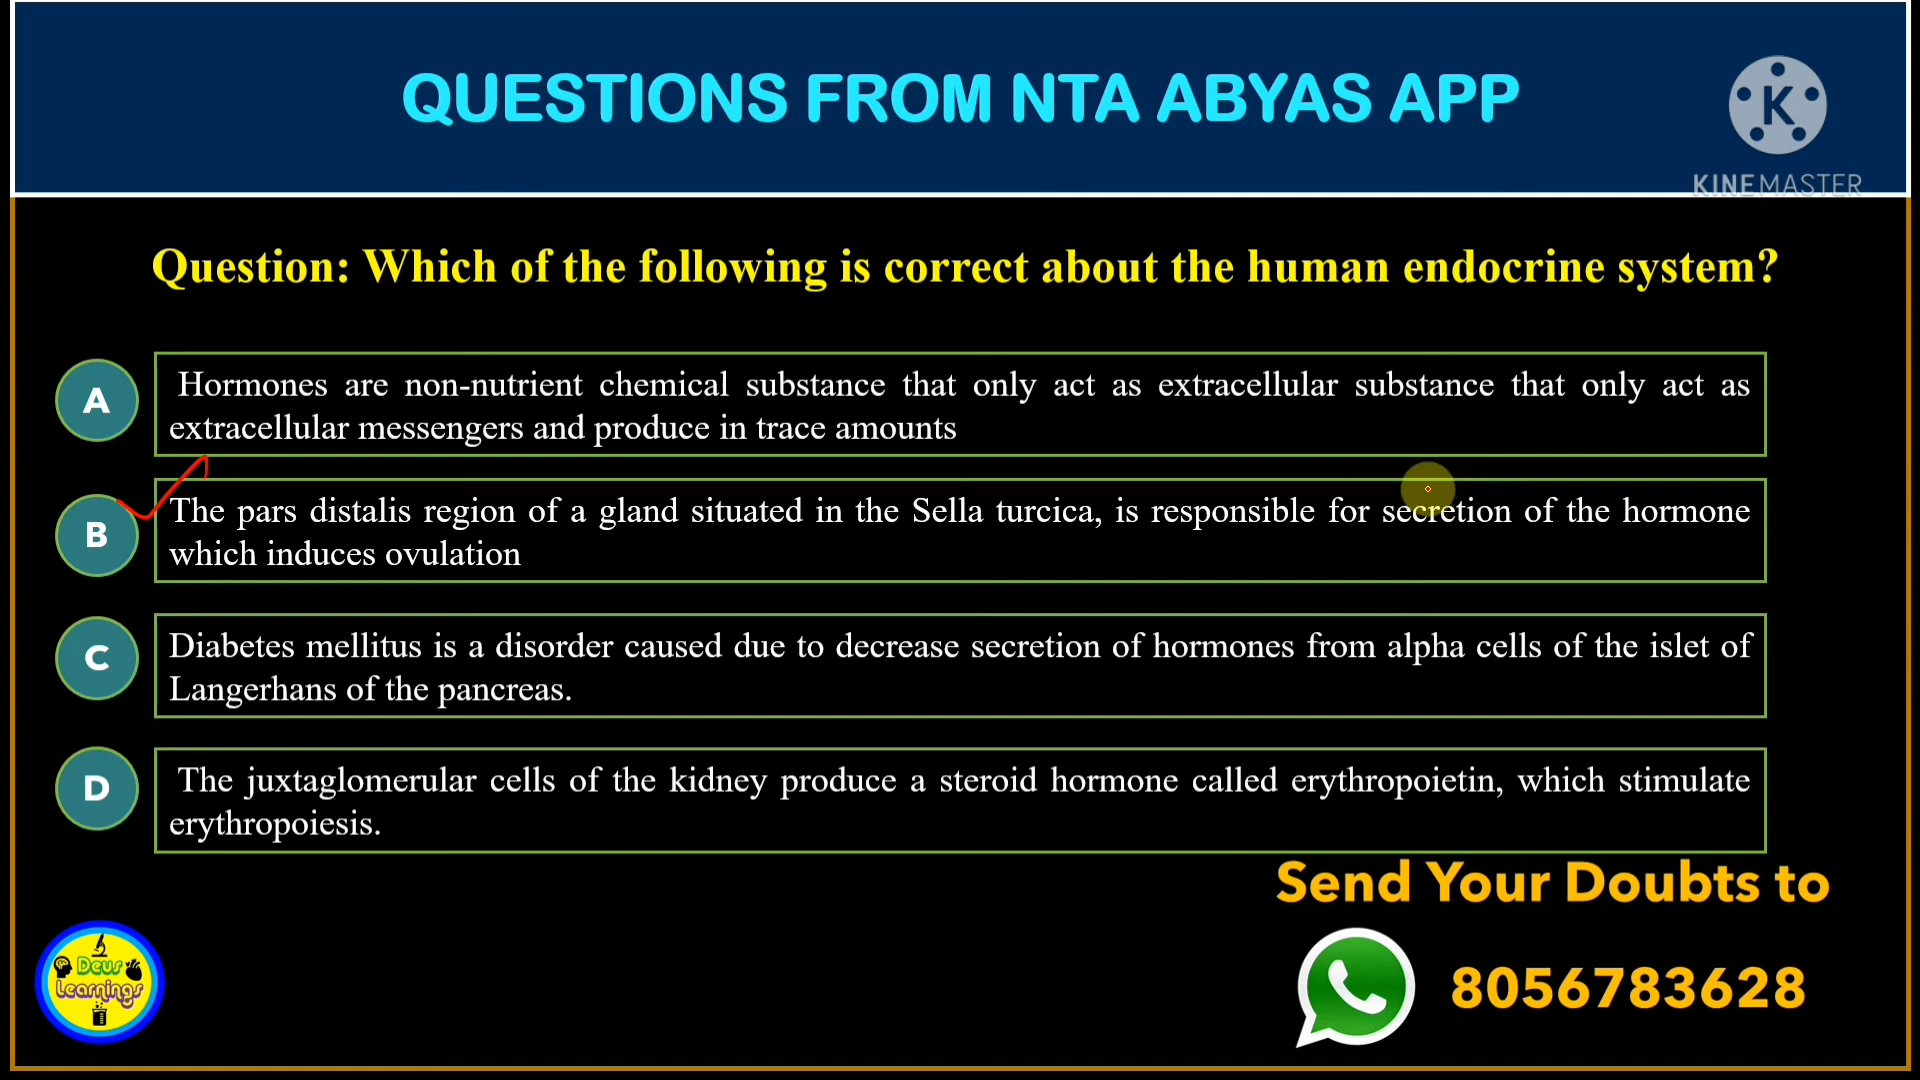 QUESTIONS FROM NTA ABYAS APP
K
KINEMASTER
Question: Which of the following is correct about the human endocrine system?
A
Hormones are non-nutrient chemical substance that only act as extracellular substance that only act as
extracellular messengers and produce in trace amounts
B
The pars distalis region of a gland situated in the Sella turcica, is responsible for secretion of the hormone
which induces ovulation
C
Diabetes mellitus is a disorder caused due to decrease secretion of hormones from alpha cells of the islet of
Langerhans of the pancreas.
D
The juxtaglomerular cells of the kidney produce a steroid hormone called erythropoietin, which stimulate
erythropoiesis.
Send Your Doubts to
8056783628
Deus
Learnings